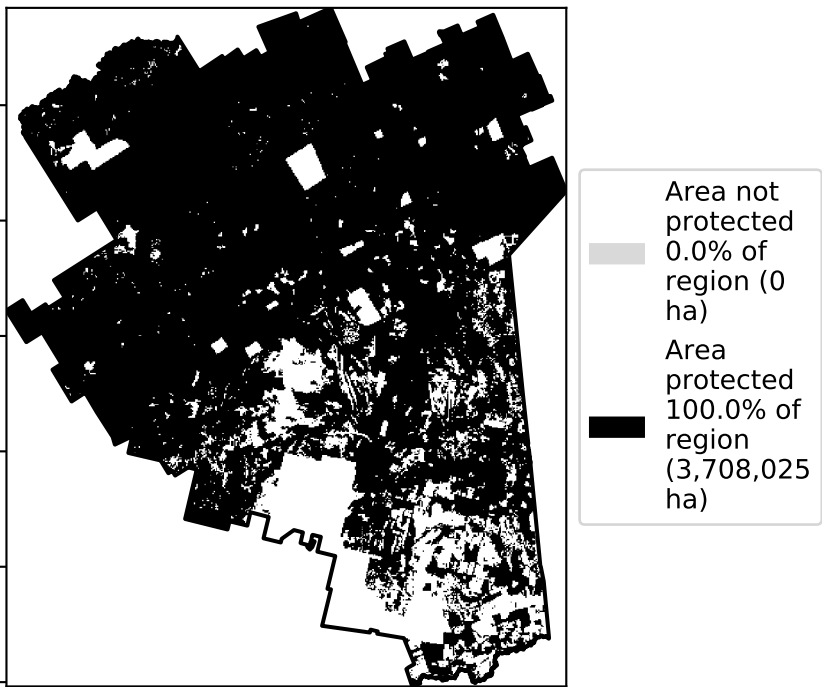 Area not
protected
0.0% of
region (0
ha)
Area
protected
100.0% of
region
(3,708,025
ha)